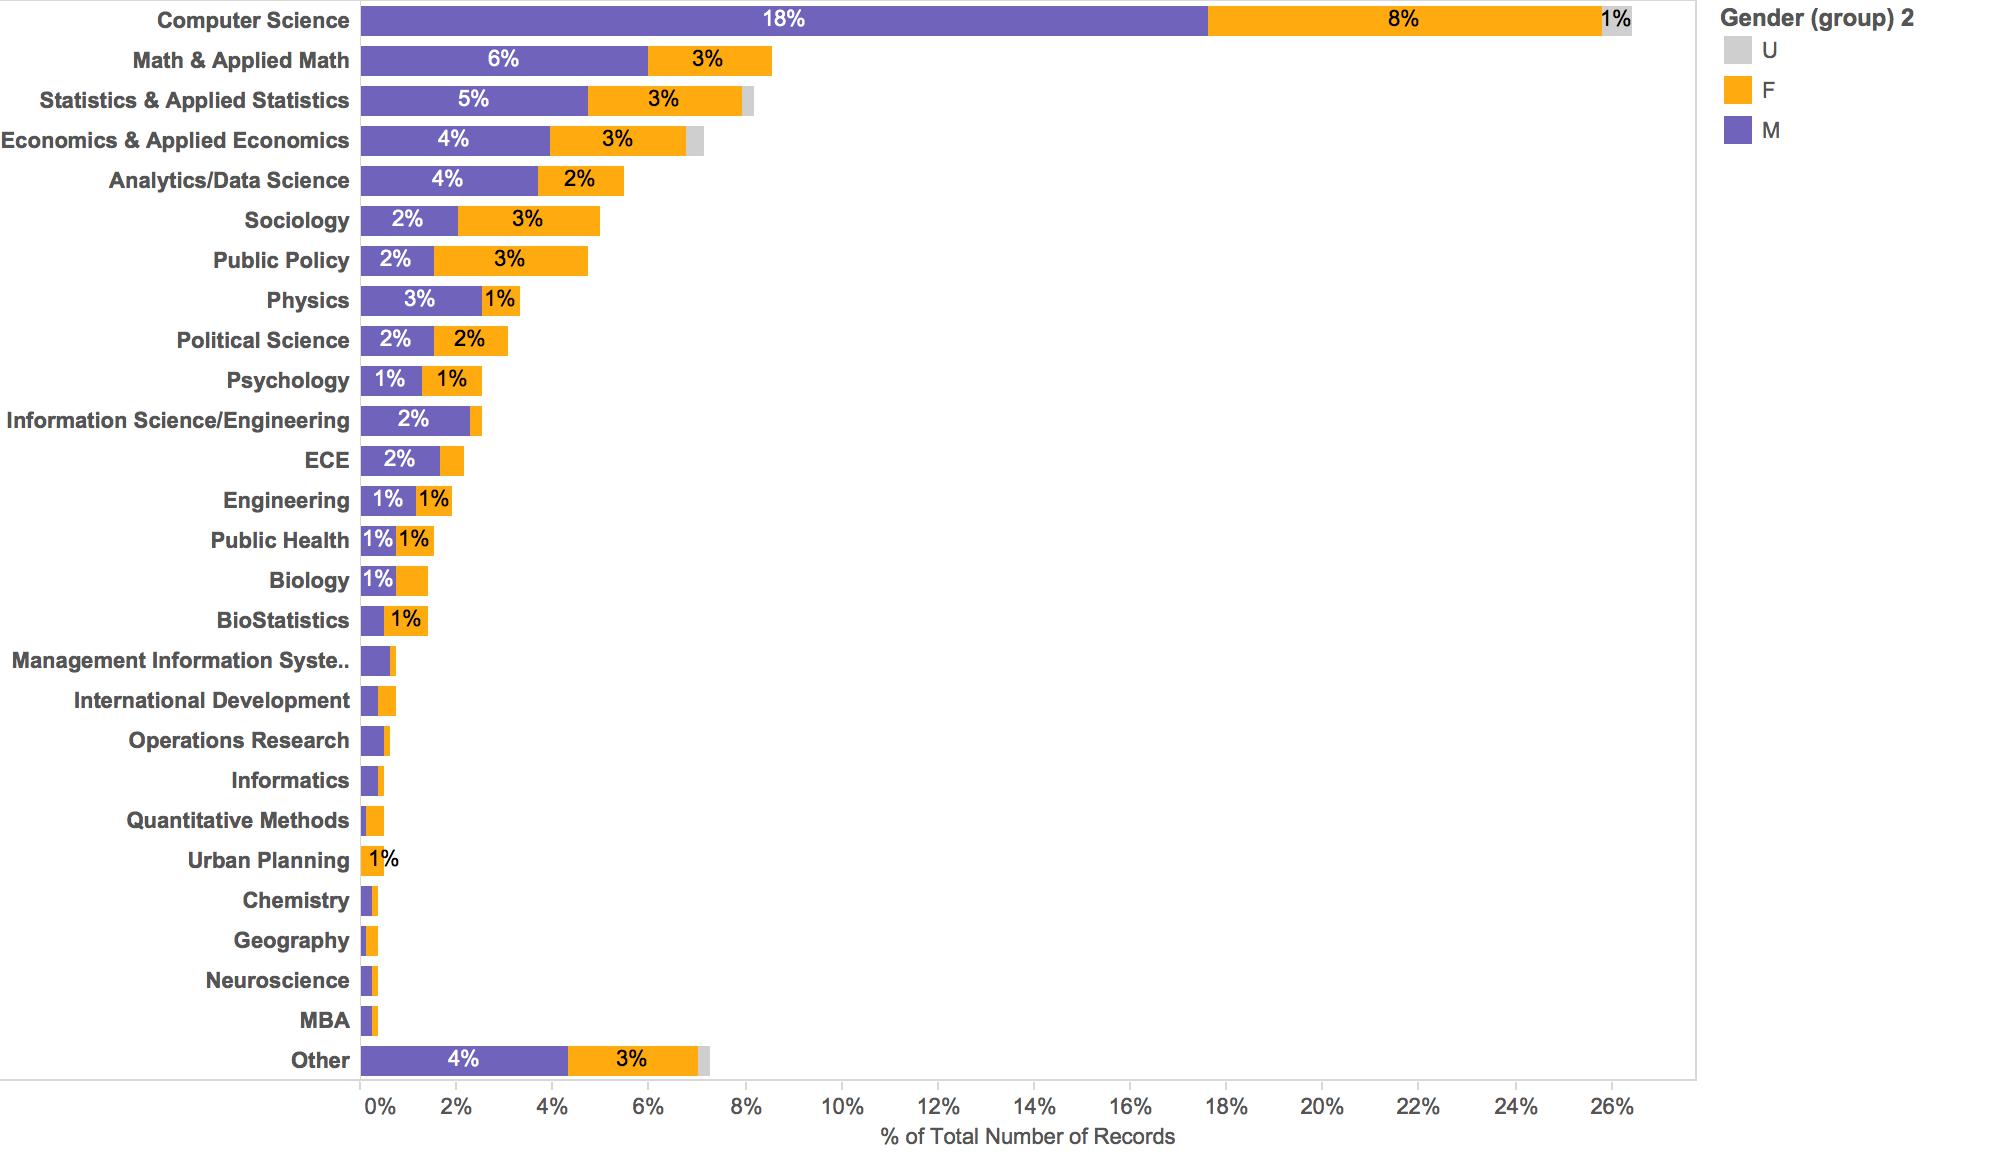 Computer Science 18% 8% 1%
Math & Applied Math 6% 3%
Statistics & Applied Statistics 5% 3%
Economics & Applied Economics 4% 3%
Analytics/Data Science 4% 2%
Sociology 2% 3%
Public Policy 2% 3%
Physics 3% 1%
Political Science 2% 2%
Psychology 1% 1%
Information Science/Engineering 2%
ECE 2%
Engineering 1% 1%
Public Health 1% 1%
Biology 1%
BioStatistics 1%
Management Information Syste..
International Development
Operations Research
Informatics
Quantitative Methods
Urban Planning 1%
Chemistry
Geography
Neuroscience
MBA
Other 4% 3%
0% 2% 4% 6% 8% 10% 12% 14% 16% 18% 20% 22% 24% 26%
% of Total Number of Records
Gender (group) 2
U
F
M